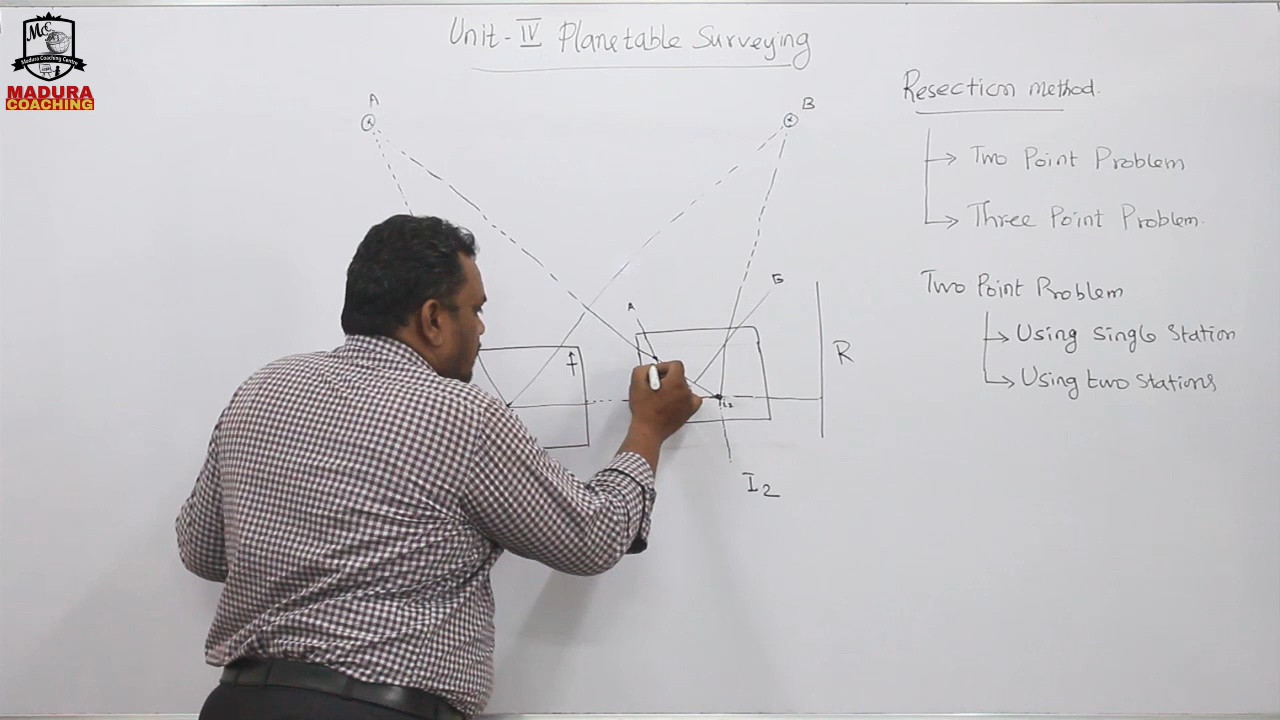 Unit - IV Planetable Surveying
MC
Madura Coaching Centre
MADURA
COACHING
A
B
Resection method.
Two Point Problem
Three Point Problem.
Two Point Problem
Using Single Station
Using two stations
A
B
R
i2
I2